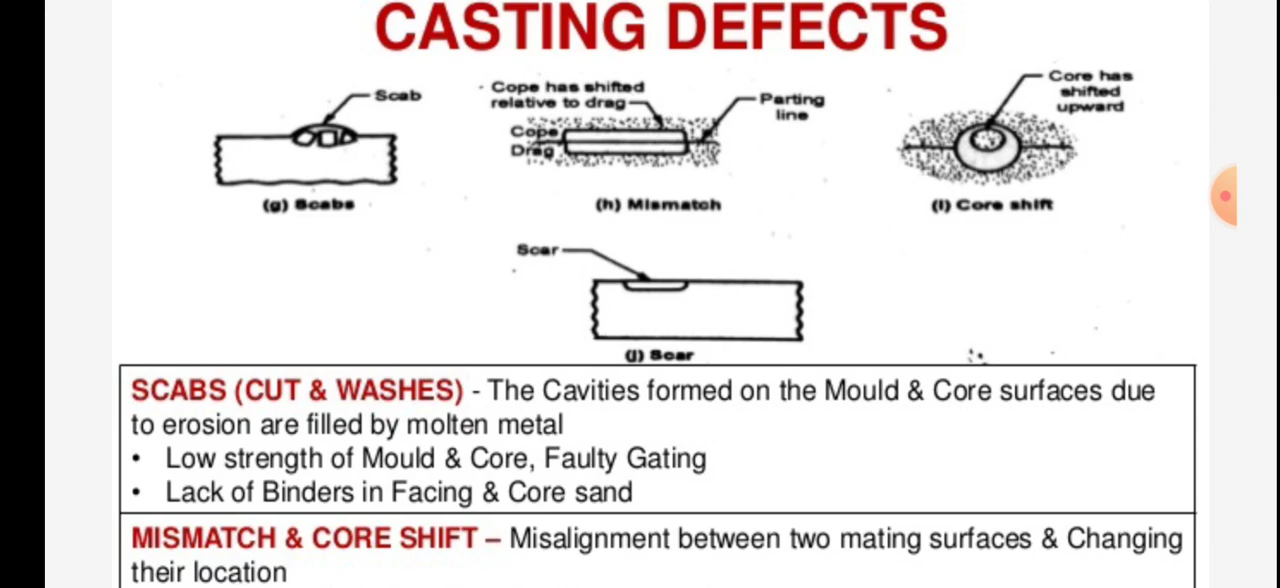 CASTING DEFECTS
Scab
Cope has shifted
relative to drag
Parting
line
Core has
shifted
upward
Cope
Drag
(g) Scabs
(h) Mismatch
(i) Core shift
Scar
(j) Scar
SCABS (CUT & WASHES) - The Cavities formed on the Mould & Core surfaces due
to erosion are filled by molten metal
• Low strength of Mould & Core, Faulty Gating
• Lack of Binders in Facing & Core sand
MISMATCH & CORE SHIFT – Misalignment between two mating surfaces & Changing
their location